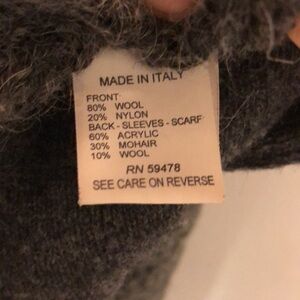 MADE IN ITALY
FRONT
80% WOOL
20% NYLON
BACK - SLEEVES - SCARF
60% ACRYLIC
30% MOHAIR
10% WOOL
RN 59478
SEE CARE ON REVERSE